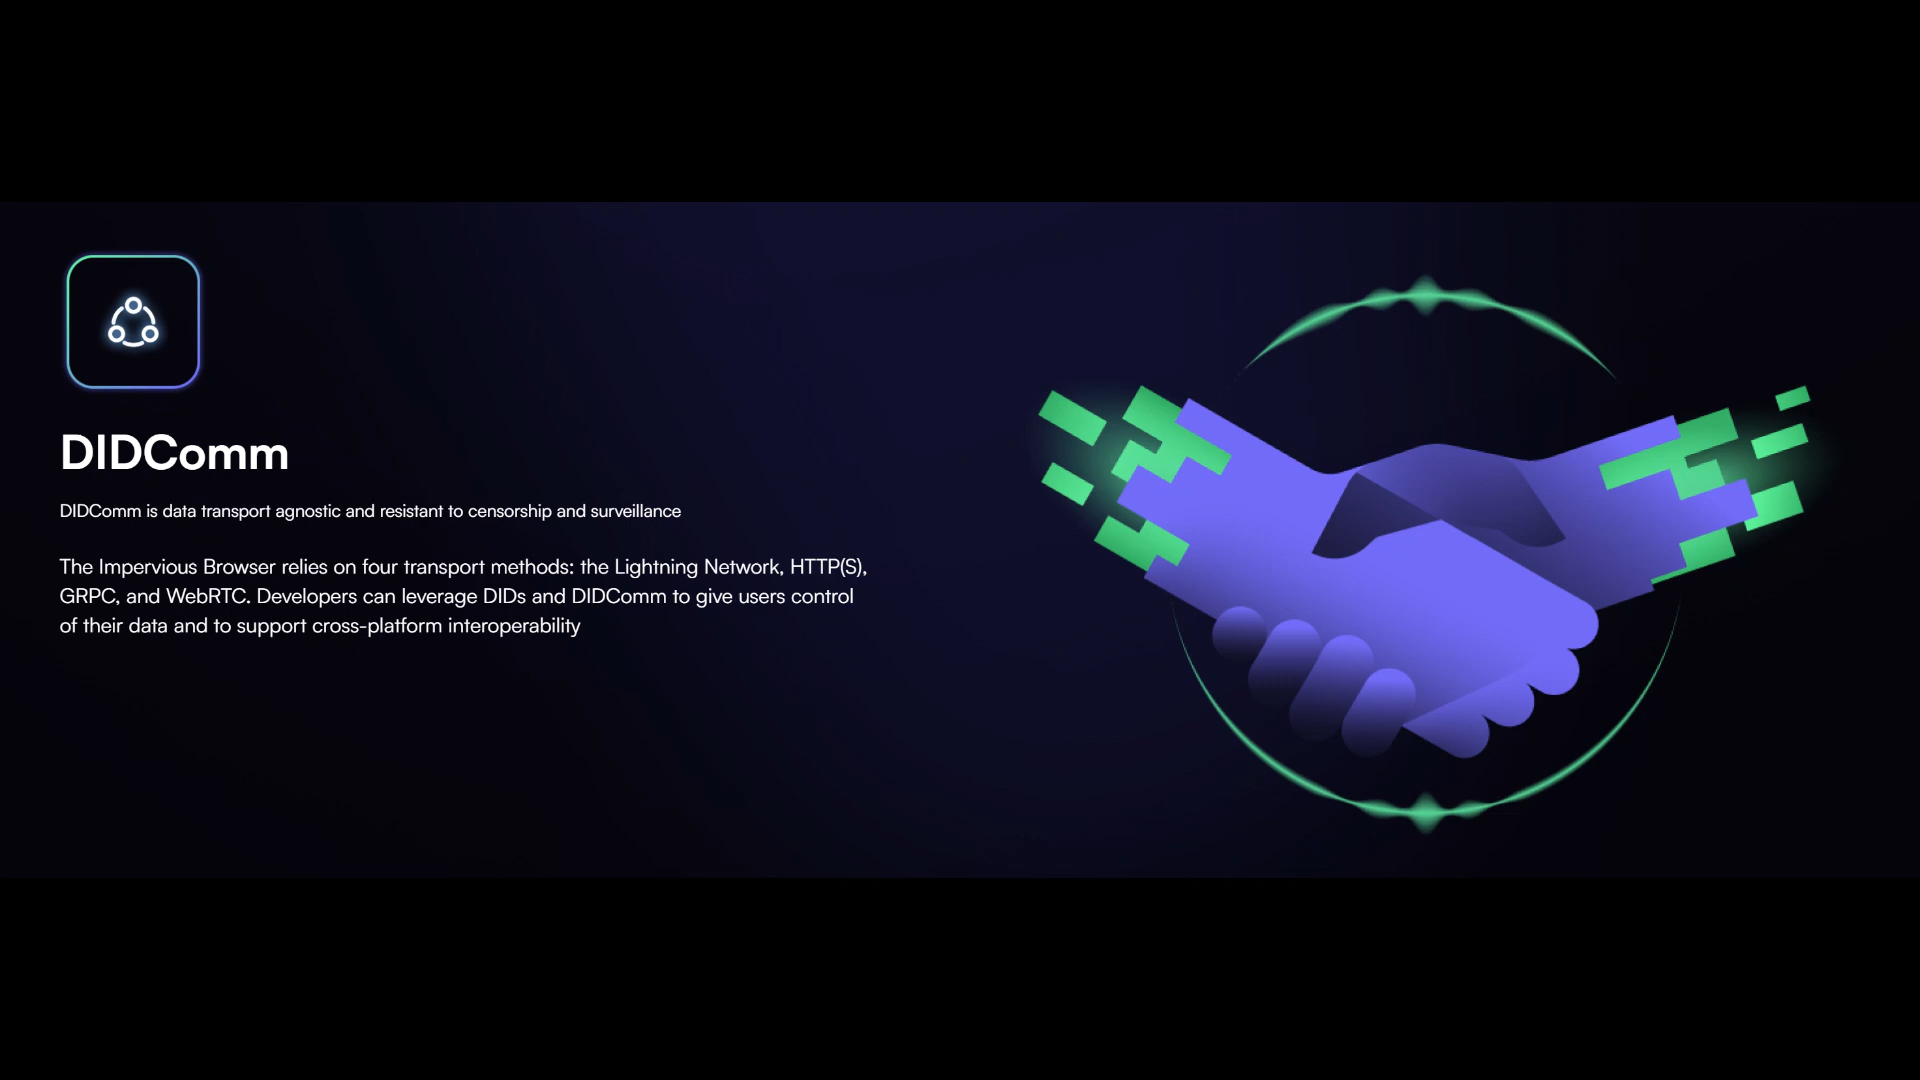 DIDComm
DIDComm is data transport agnostic and resistant to censorship and surveillance
The Impervious Browser relies on four transport methods: the Lightning Network, HTTP(S),
GRPC, and WebRTC. Developers can leverage DIDs and DIDComm to give users control
of their data and to support cross-platform interoperability